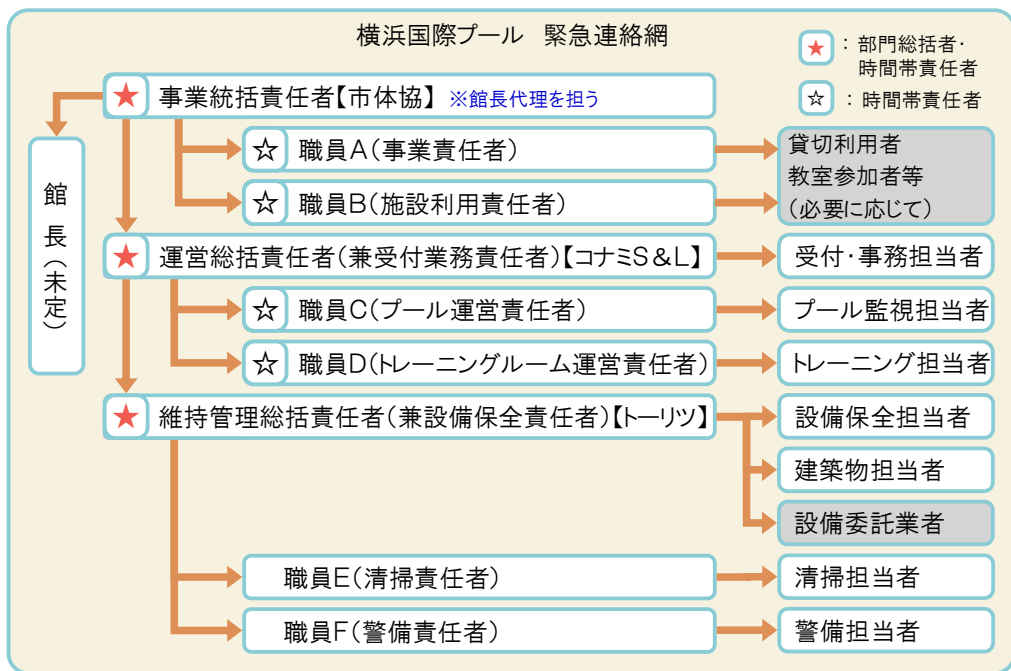 横浜国際プール 緊急連絡網
★：部門総括者・
時間帯責任者
☆：時間帯責任者
★ 事業統括責任者【市体協】 ※館長代理を担う
館長（未定）
☆ 職員A（事業責任者）
貸切利用者
教室参加者等
（必要に応じて）
☆ 職員B（施設利用責任者）
★ 運営総括責任者（兼受付業務責任者）【コナミS＆L】
受付・事務担当者
☆ 職員C（プール運営責任者）
プール監視担当者
☆ 職員D（トレーニングルーム運営責任者）
トレーニング担当者
★ 維持管理総括責任者（兼設備保全責任者）【トーリツ】
設備保全担当者
建築物担当者
設備委託業者
職員E（清掃責任者）
清掃担当者
職員F（警備責任者）
警備担当者